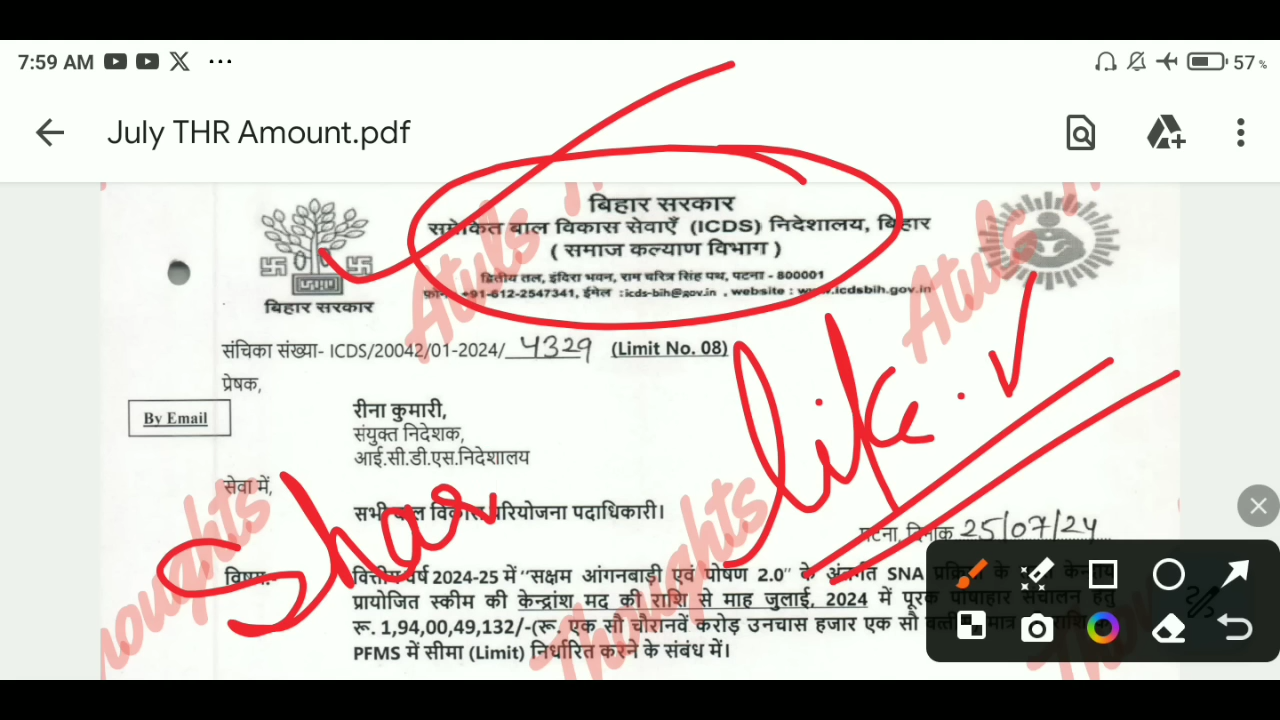 7:59 AM ... 57 %
July THR Amount.pdf
बिहार सरकार
समेकित बाल विकास सेवाएँ (ICDS) निदेशालय, बिहार
( समाज कल्याण विभाग )
द्वितीय तल, इंदिरा भवन, राम चरित्र सिंह पथ, पटना - 800001
फ़ोन +91-612-2547341, ईमेल :icds-bih@gov.in , website : www.icdsbih.gov.in
बिहार सरकार
संचिका संख्या- ICDS/20042/01-2024/ 4329 (Limit No. 08)
प्रेषक,
By Email
रीना कुमारी,
संयुक्त निदेशक,
आई.सी.डी.एस.निदेशालय
like.
सेवा में,
Shar
सभी बाल विकास परियोजना पदाधिकारी।
पटना, दिनांक 25/07/24
विषय:- वित्तीय वर्ष 2024-25 में "सक्षम आंगनबाड़ी एवं पोषण 2.0" के अंतर्गत SNA
प्रायोजित स्कीम की केन्द्रांश मद की राशि से माह जुलाई, 2024 में पूरक
रू. 1,94,00,49,132/-(रू. एक सौ चौरानवें करोड़ उनचास हजार एक सौ
PFMS में सीमा (Limit) निर्धारित करने के संबंध में।
Atuls Thoughts